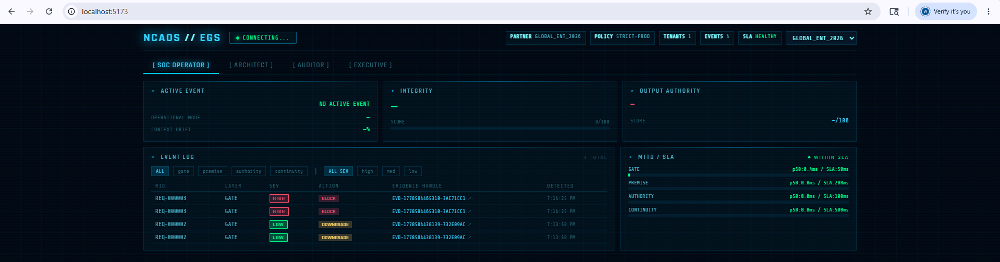 localhost:5173
Verify it's you
NCAOS // EGS
CONNECTING...
PARTNER GLOBAL_ENT_2026
POLICY STRICT-PROD
TENANTS 1
EVENTS 4
SLA HEALTHY
GLOBAL_ENT_2026
[ SOC OPERATOR ]
[ ARCHITECT ]
[ AUDITOR ]
[ EXECUTIVE ]
ACTIVE EVENT
NO ACTIVE EVENT
OPERATIONAL MODE —
CONTEXT DRIFT —%
INTEGRITY
—
SCORE 0/100
OUTPUT AUTHORITY
—
SCORE —/100
EVENT LOG 4 TOTAL
ALL gate premise authority continuity | ALL SEV high med low
RID LAYER SEV ACTION EVIDENCE HANDLE DETECTED
REQ-000003 GATE HIGH BLOCK EVD-1778584465310-3AC71CC1 ↗ 7:14:25 PM
REQ-000003 GATE HIGH BLOCK EVD-1778584465310-3AC71CC1 ↗ 7:14:25 PM
REQ-000002 GATE LOW DOWNGRADE EVD-1778584438139-732E09AC ↗ 7:13:58 PM
REQ-000002 GATE LOW DOWNGRADE EVD-1778584438139-732E09AC ↗ 7:13:58 PM
MTTD / SLA
WITHIN SLA
GATE p50:0.4ms / SLA:50ms
PREMISE p50:0.0ms / SLA:200ms
AUTHORITY p50:0.0ms / SLA:100ms
CONTINUITY p50:0.0ms / SLA:500ms